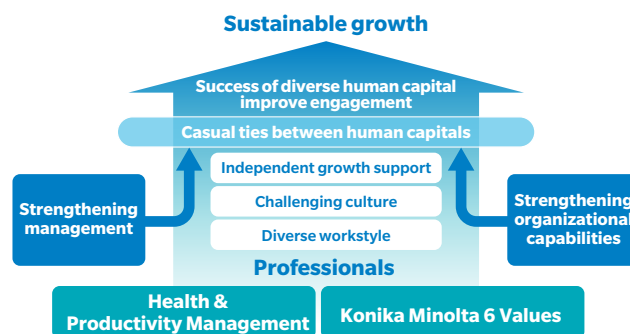 Sustainable growth
Success of diverse human capital
improve engagement
Casual ties between human capitals
Independent growth support
Challenging culture
Diverse workstyle
Strengthening
management
Strengthening
organizational
capabilities
Professionals
Health &
Productivity Management
Konika Minolta 6 Values